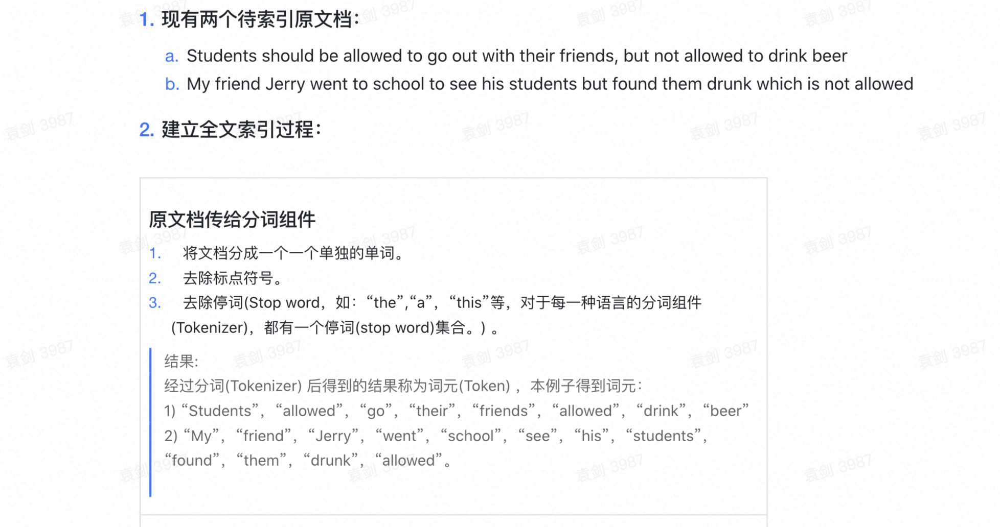 1. 现有两个待索引原文档：
a. Students should be allowed to go out with their friends, but not allowed to drink beer
b. My friend Jerry went to school to see his students but found them drunk which is not allowed
2. 建立全文索引过程：
原文档传给分词组件
1. 将文档分成一个一个单独的单词。
2. 去除标点符号。
3. 去除停词(Stop word，如：“the”,“a”，“this”等，对于每一种语言的分词组件
(Tokenizer)，都有一个停词(stop word)集合。) 。
结果:
经过分词(Tokenizer) 后得到的结果称为词元(Token) ，本例子得到词元：
1) “Students”，“allowed”，“go”，“their”，“friends”，“allowed”，“drink”，“beer”
2) “My”，“friend”，“Jerry”，“went”，“school”，“see”，“his”，“students”，
“found”，“them”，“drunk”，“allowed”。
袁剑 3987